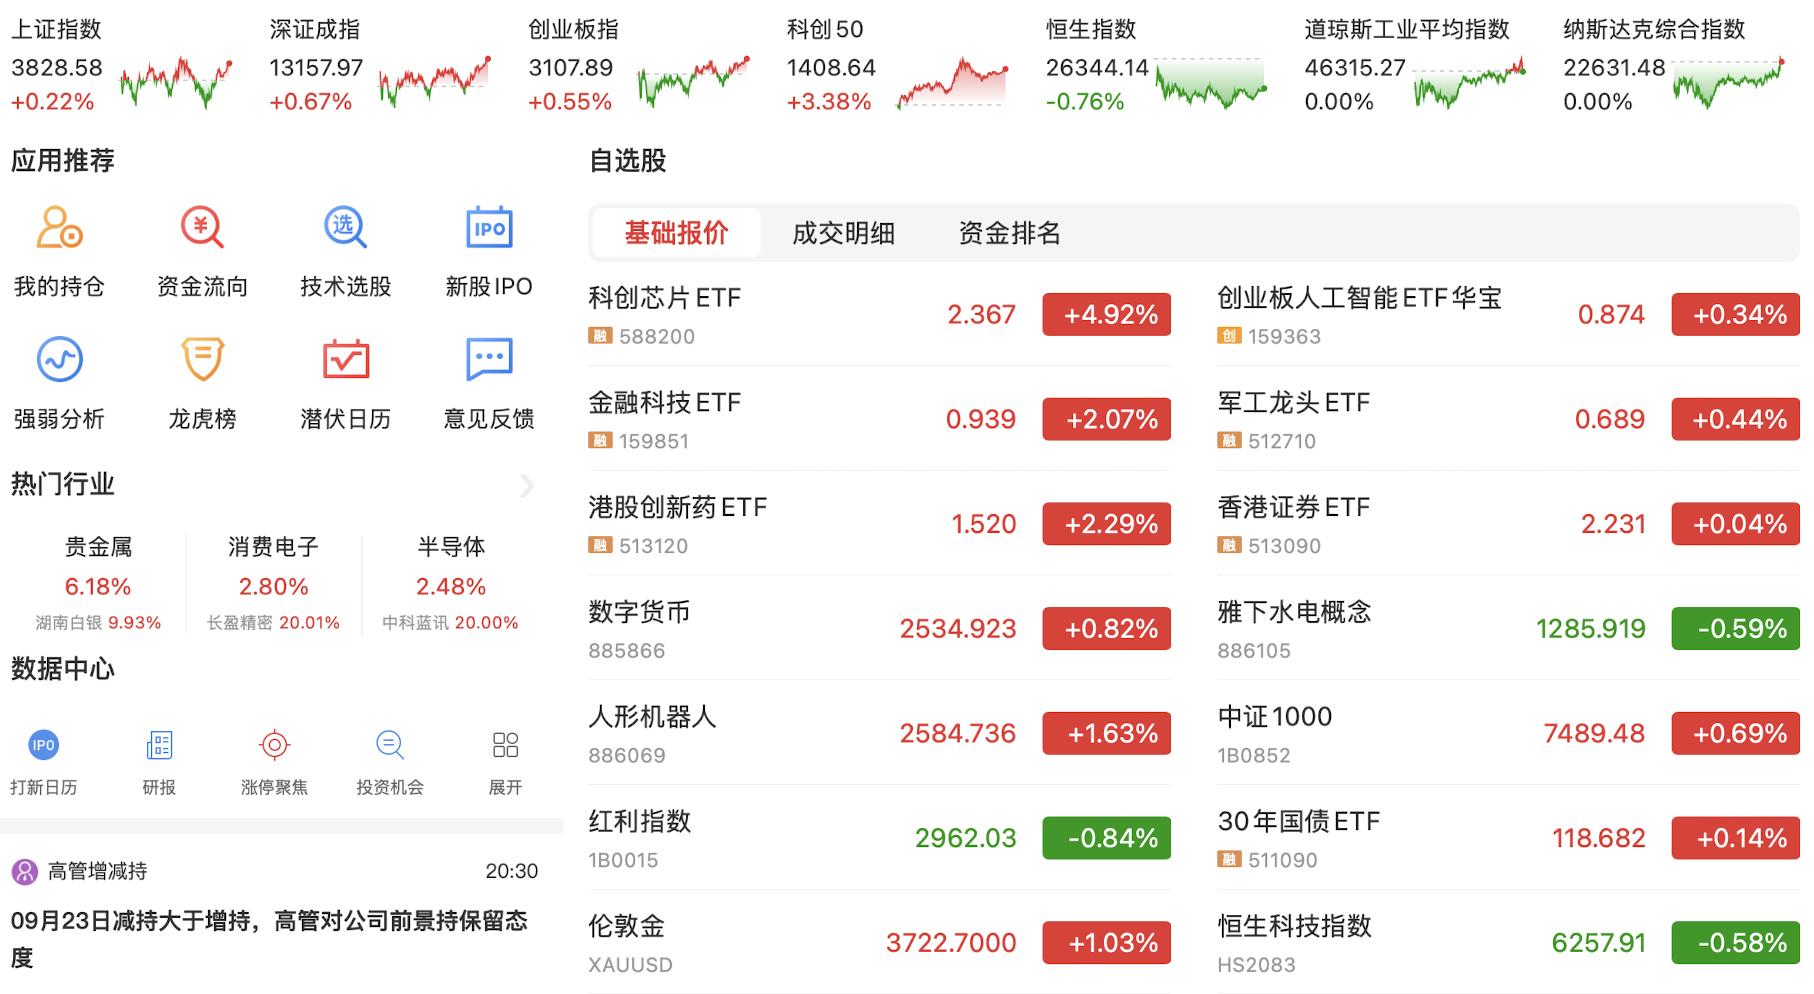 上证指数
3828.58
+0.22%
深证成指
13157.97
+0.67%
创业板指
3107.89
+0.55%
科创50
1408.64
+3.38%
恒生指数
26344.14
-0.76%
道琼斯工业平均指数
46315.27
0.00%
纳斯达克综合指数
22631.48
0.00%
应用推荐
我的持仓
¥
资金流向
选
技术选股
IPO
新股IPO
强弱分析
龙虎榜
潜伏日历
意见反馈
热门行业
贵金属
6.18%
湖南白银 9.93%
消费电子
2.80%
长盈精密 20.01%
半导体
2.48%
中科蓝讯 20.00%
数据中心
IPO
打新日历
研报
涨停聚焦
投资机会
展开
高管增减持 20:30
09月23日减持大于增持，高管对公司前景持保留态
度
自选股
基础报价 成交明细 资金排名
科创芯片ETF
融 588200
2.367 +4.92%
创业板人工智能ETF华宝
创 159363
0.874 +0.34%
金融科技ETF
融 159851
0.939 +2.07%
军工龙头ETF
融 512710
0.689 +0.44%
港股创新药ETF
融 513120
1.520 +2.29%
香港证券ETF
融 513090
2.231 +0.04%
数字货币
885866
2534.923 +0.82%
雅下水电概念
886105
1285.919 -0.59%
人形机器人
886069
2584.736 +1.63%
中证1000
1B0852
7489.48 +0.69%
红利指数
1B0015
2962.03 -0.84%
30年国债ETF
融 511090
118.682 +0.14%
伦敦金
XAUUSD
3722.7000 +1.03%
恒生科技指数
HS2083
6257.91 -0.58%